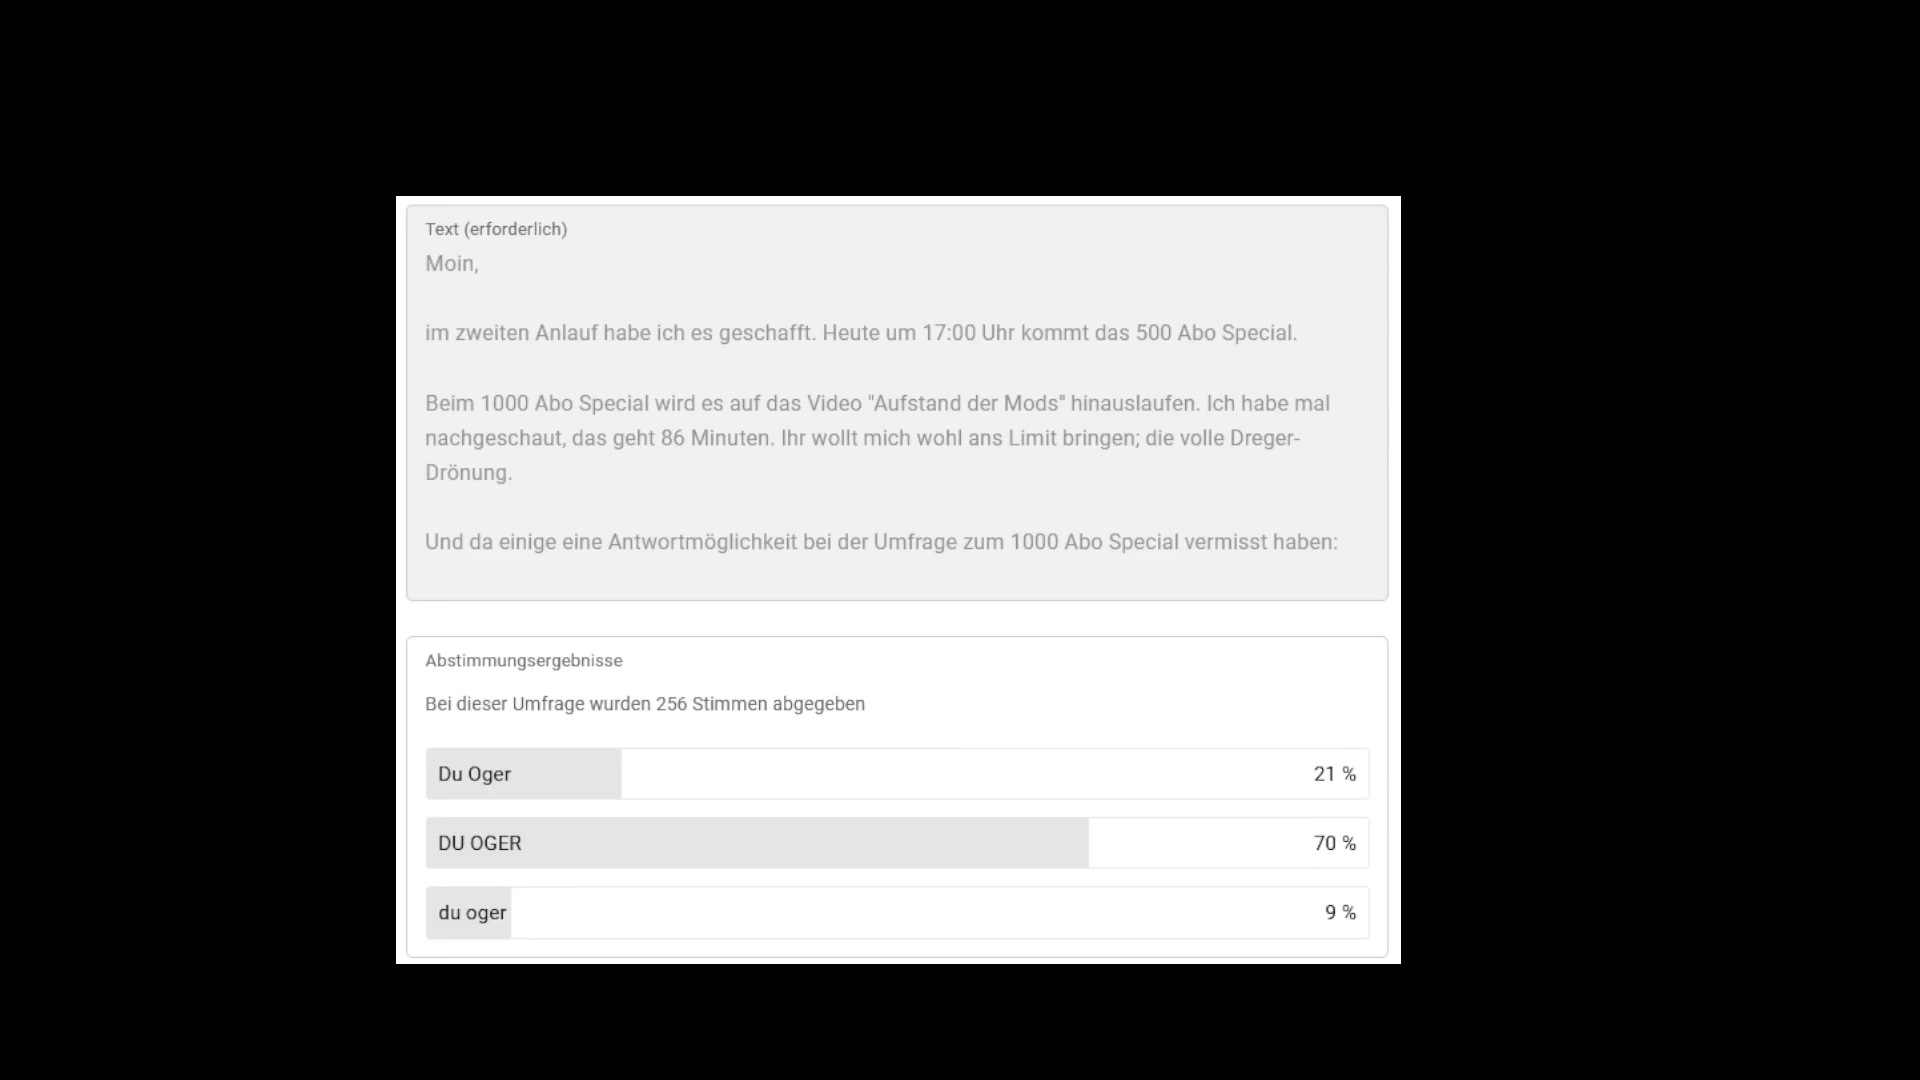 Text (erforderlich)
Moin,
im zweiten Anlauf habe ich es geschafft. Heute um 17:00 Uhr kommt das 500 Abo Special.
Beim 1000 Abo Special wird es auf das Video "Aufstand der Mods" hinauslaufen. Ich habe mal
nachgeschaut, das geht 86 Minuten. Ihr wollt mich wohl ans Limit bringen; die volle Dreger-
Drönung.
Und da einige eine Antwortmöglichkeit bei der Umfrage zum 1000 Abo Special vermisst haben:
Abstimmungsergebnisse
Bei dieser Umfrage wurden 256 Stimmen abgegeben
Du Oger 21 %
DU OGER 70 %
du oger 9 %